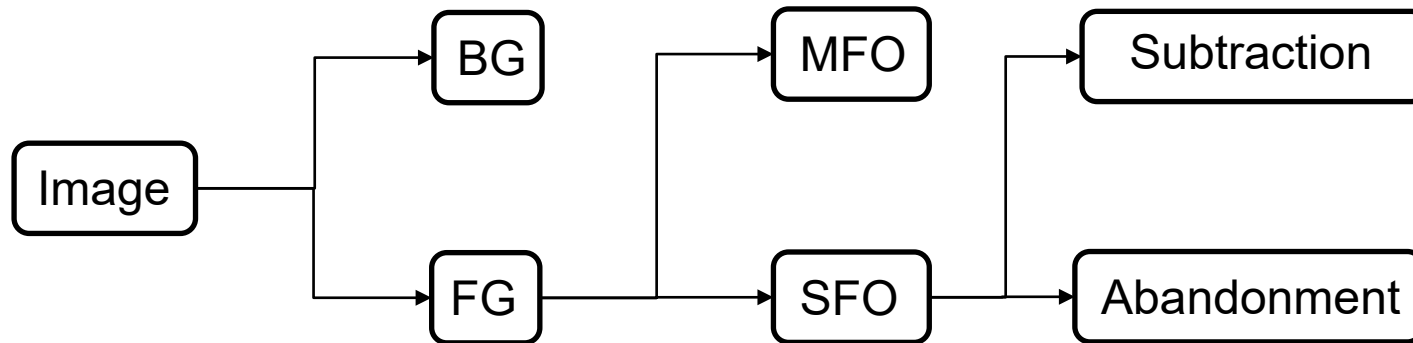 BG
MFO
Subtraction
Image
FG
SFO
Abandonment